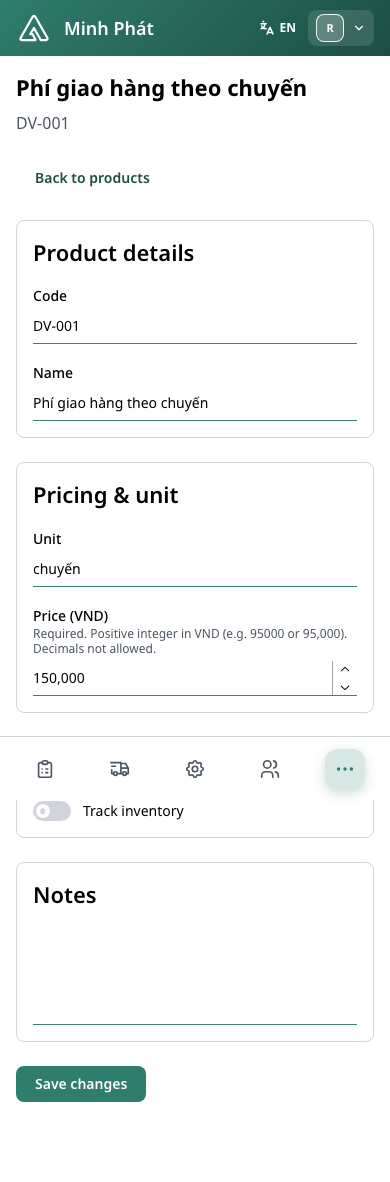 Minh Phát
EN
R
Phí giao hàng theo chuyến
DV-001
Back to products
Product details
Code
DV-001
Name
Phí giao hàng theo chuyến
Pricing & unit
Unit
chuyến
Price (VND)
Required. Positive integer in VND (e.g. 95000 or 95,000).
Decimals not allowed.
150,000
Track inventory
Notes
Save changes